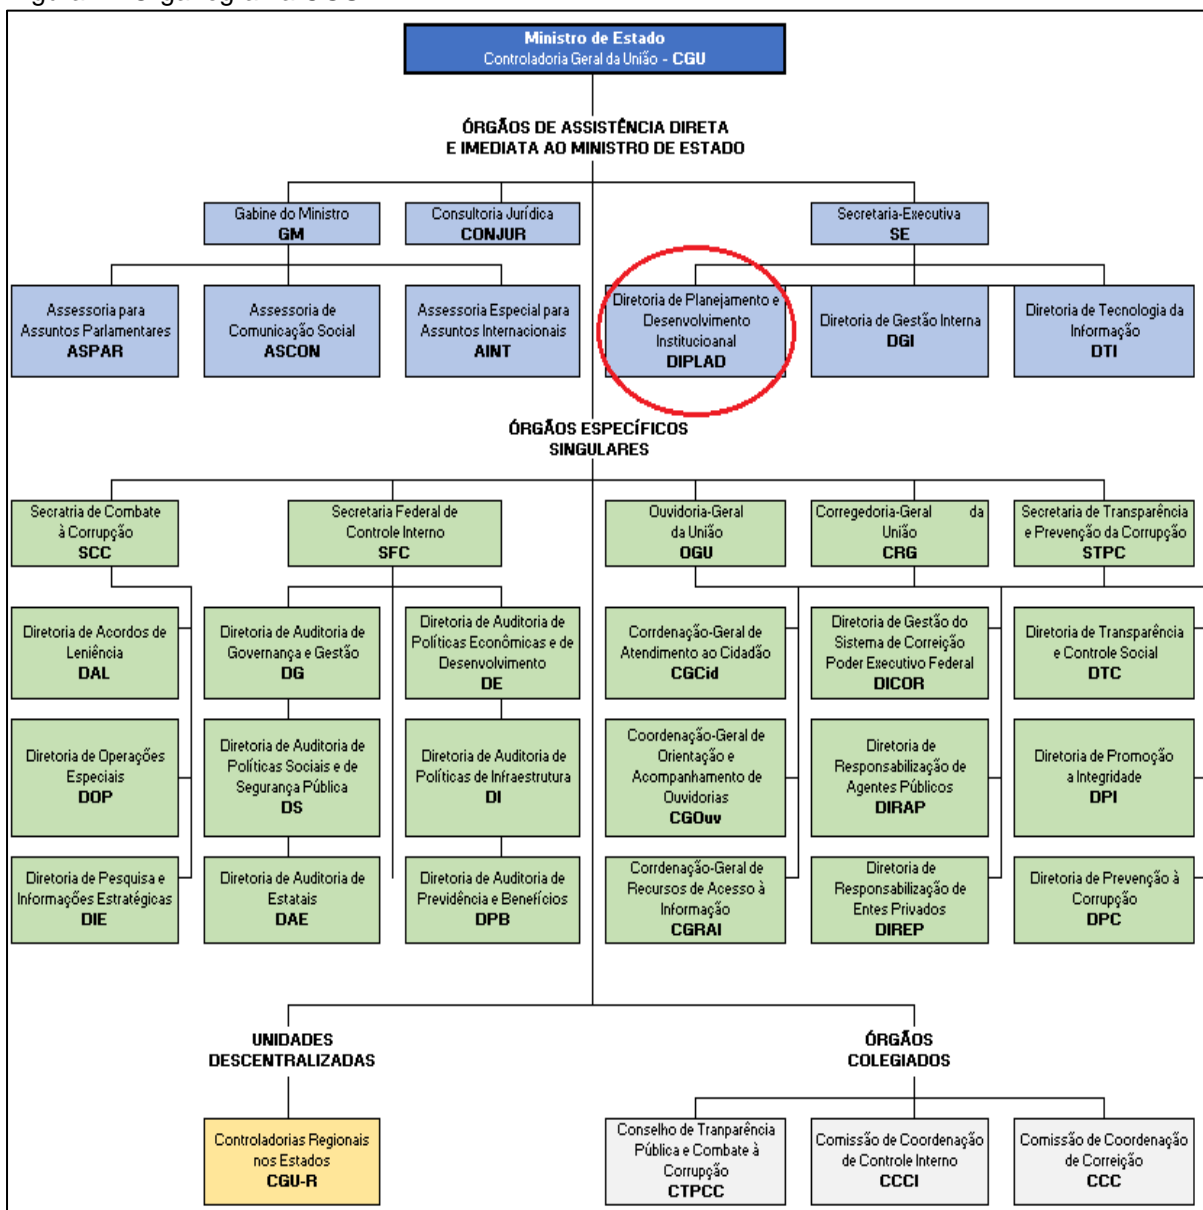 Ministro de Estado
Controladoria Geral da União - CGU
ÓRGÃOS DE ASSISTÊNCIA DIRETA
E IMEDIATA AO MINISTRO DE ESTADO
Gabine do Ministro
GM
Consultoria Jurídica
CONJUR
Secretaria-Executiva
SE
Assessoria para
Assuntos Parlamentares
ASPAR
Assessoria de
Comunicação Social
ASCON
Assessoria Especial para
Assuntos Internacionais
AINT
Diretoria de Planejamento e
Desenvolvimento
Institucioanal
DIPLAD
Diretoria de Gestão Interna
DGI
Diretoria de Tecnologia da
Informação
DTI
ÓRGÃOS ESPECÍFICOS
SINGULARES
Secratria de Combate
à Corrupção
SCC
Secretaria Federal de
Controle Interno
SFC
Ouvidoria-Geral
da União
OGU
Corregedoria-Geral da
União
CRG
Secretaria de Transparência
e Prevenção da Corrupção
STPC
Diretoria de Acordos de
Leniência
DAL
Diretoria de Auditoria de
Governança e Gestão
DG
Diretoria de Auditoria de
Políticas Econômicas e de
Desenvolvimento
DE
Corrdenação-Geral de
Atendimento ao Cidadão
CGCid
Diretoria de Gestão do
Sistema de Correição
Poder Executivo Federal
DICOR
Diretoria de Transparência
e Controle Social
DTC
Diretoria de Operações
Especiais
DOP
Diretoria de Auditoria de
Políticas Sociais e de
Segurança Pública
DS
Diretoria de Auditoria de
Políticas de Infraestrutura
DI
Coordenação-Geral de
Orientação e
Acompanhamento de
Ouvidorias
CGOuv
Diretoria de
Responsabilização de
Agentes Públicos
DIRAP
Diretoria de Promoção
a Integridade
DPI
Diretoria de Pesquisa e
Informações Estratégicas
DIE
Diretoria de Auditoria de
Estatais
DAE
Diretoria de Auditoria de
Previdência e Benefícios
DPB
Corrdenação-Geral de
Recursos de Acesso à
Informação
CGRAI
Diretoria de
Responsabilização de
Entes Privados
DIREP
Diretoria de Prevenção à
Corrupção
DPC
UNIDADES
DESCENTRALIZADAS
ÓRGÃOS
COLEGIADOS
Controladorias Regionais
nos Estados
CGU-R
Conselho de Tranparência
Pública e Combate à
Corrupção
CTPCC
Comissão de Coordenação
de Controle Interno
CCCI
Comissão de Coordenação
de Correição
CCC